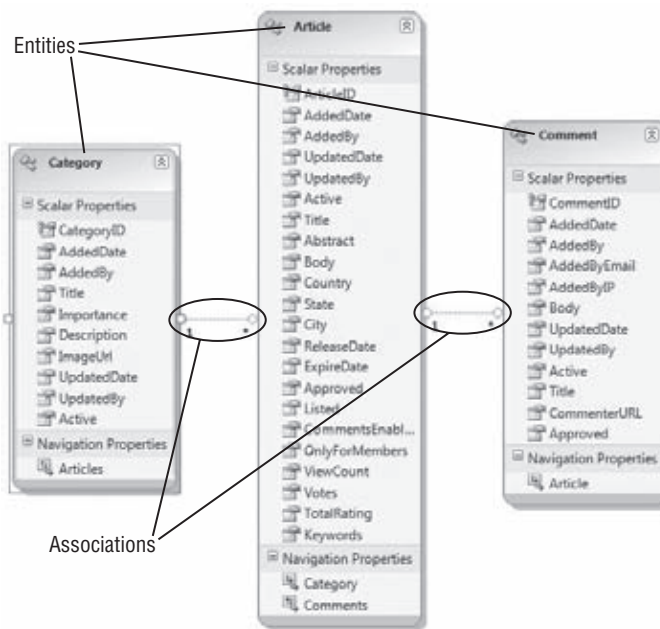 Entities
Category
Scalar Properties
CategoryID
AddedDate
AddedBy
Title
Importance
Description
ImageUrl
UpdatedDate
UpdatedBy
Active
Navigation Properties
Articles
1
*
Article
Scalar Properties
ArticleID
AddedDate
AddedBy
UpdatedDate
UpdatedBy
Active
Title
Abstract
Body
Country
State
City
ReleaseDate
ExpireDate
Approved
Listed
CommentsEnabl...
OnlyForMembers
ViewCount
Votes
TotalRating
Keywords
Navigation Properties
Category
Comments
1
*
Comment
Scalar Properties
CommentID
AddedDate
AddedBy
AddedByEmail
AddedByIP
Body
UpdatedDate
UpdatedBy
Active
Title
CommenterURL
Approved
Navigation Properties
Article
Associations